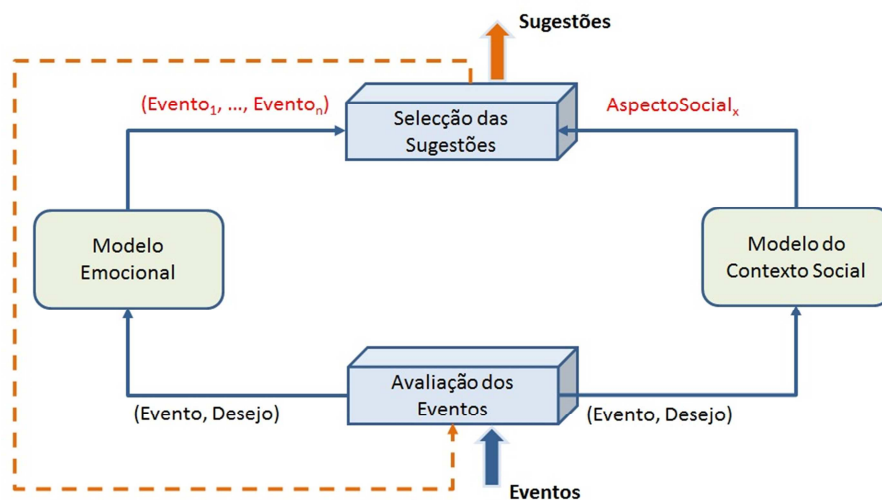 Sugestões
(Evento₁, ..., Eventoₙ)
Selecção das
Sugestões
AspectoSocialₓ
Modelo
Emocional
Modelo do
Contexto Social
Avaliação dos
Eventos
(Evento, Desejo)
(Evento, Desejo)
Eventos